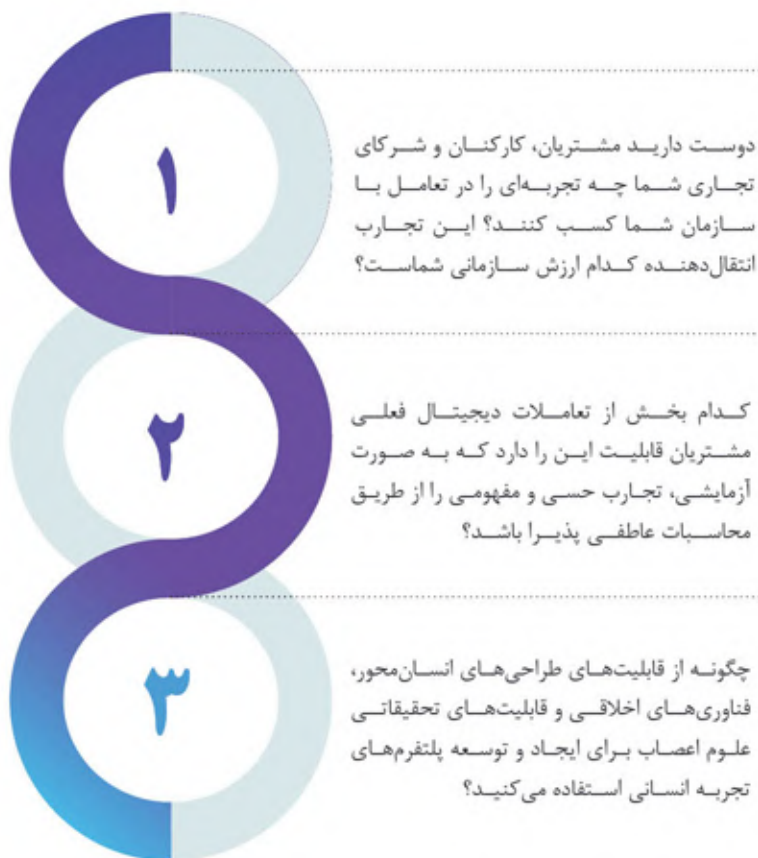 ۱
دوست دارید مشتریان، کارکنان و شرکای
تجاری شما چه تجربه‌ای را در تعامل با
سازمان شما کسب کنند؟ این تجارب
انتقال‌دهنده کدام ارزش سازمانی شماست؟
۲
کدام بخش از تعاملات دیجیتال فعلی
مشتریان قابلیت این را دارد که به صورت
آزمایشی، تجارب حسی و مفهومی را از طریق
محاسبات عاطفی پذیرا باشد؟
۳
چگونه از قابلیت‌های طراحی‌های انسان‌محور،
فناوری‌های اخلاقی و قابلیت‌های تحقیقاتی
علوم اعصاب برای ایجاد و توسعه پلتفرم‌های
تجربه انسانی استفاده می‌کنید؟